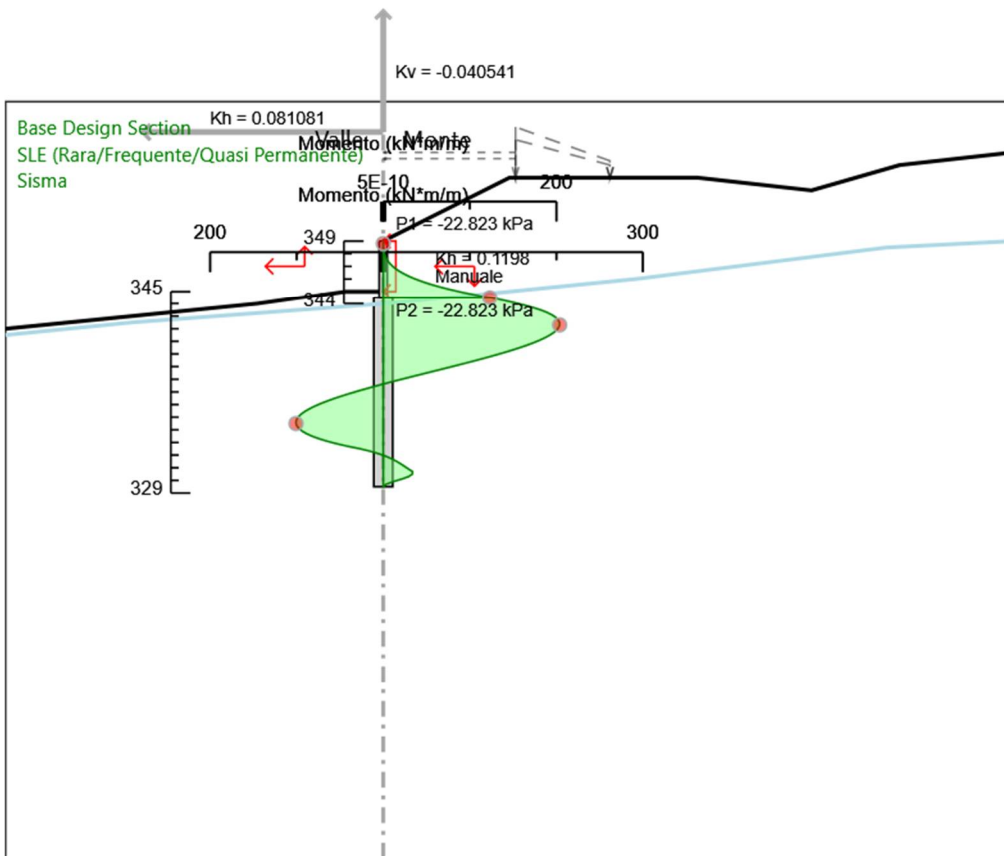 Kv = -0.040541
Kh = 0.081081
Base Design Section
Valle Monte
Momento (kN*m/m)
SLE (Rara/Frequente/Quasi Permanente)
Sisma
5E-10 200
Momento (kN*m/m)
P1 = -22.823 kPa
200 349 300
Kh = 0.1198
Manuale
345
344
P2 = -22.823 kPa
329